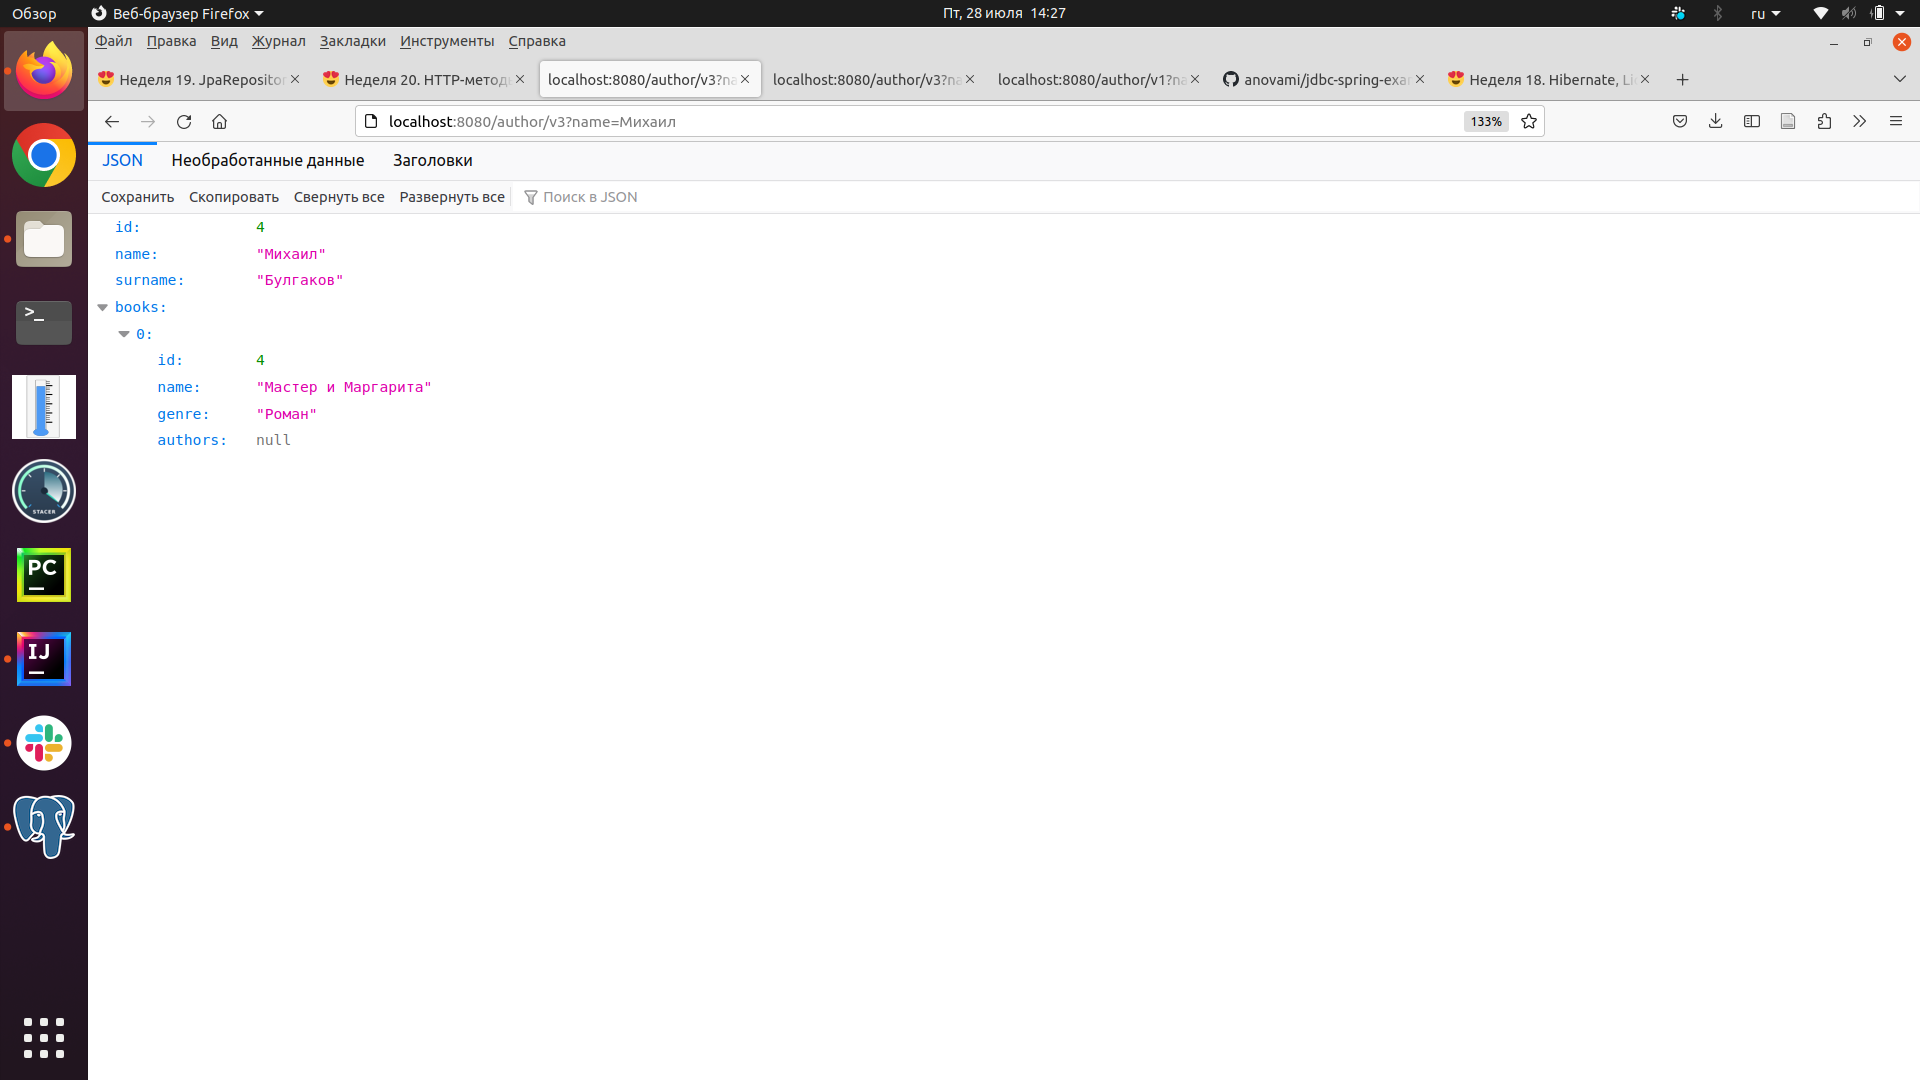 Обзор Веб-браузер Firefox Пт, 28 июля 14:27 ru
Файл Правка Вид Журнал Закладки Инструменты Справка
Неделя 19. JpaRepositor Неделя 20. HTTP-метод localhost:8080/author/v3?na localhost:8080/author/v3?na localhost:8080/author/v1?na anovami/jdbc-spring-exa Неделя 18. Hibernate, Li
localhost:8080/author/v3?name=Михаил 133%
JSON Необработанные данные Заголовки
Сохранить Скопировать Свернуть все Развернуть все Поиск в JSON
id: 4
name: "Михаил"
surname: "Булгаков"
books:
0:
id: 4
name: "Мастер и Маргарита"
genre: "Роман"
authors: null
>_
STACER
PC
IJ